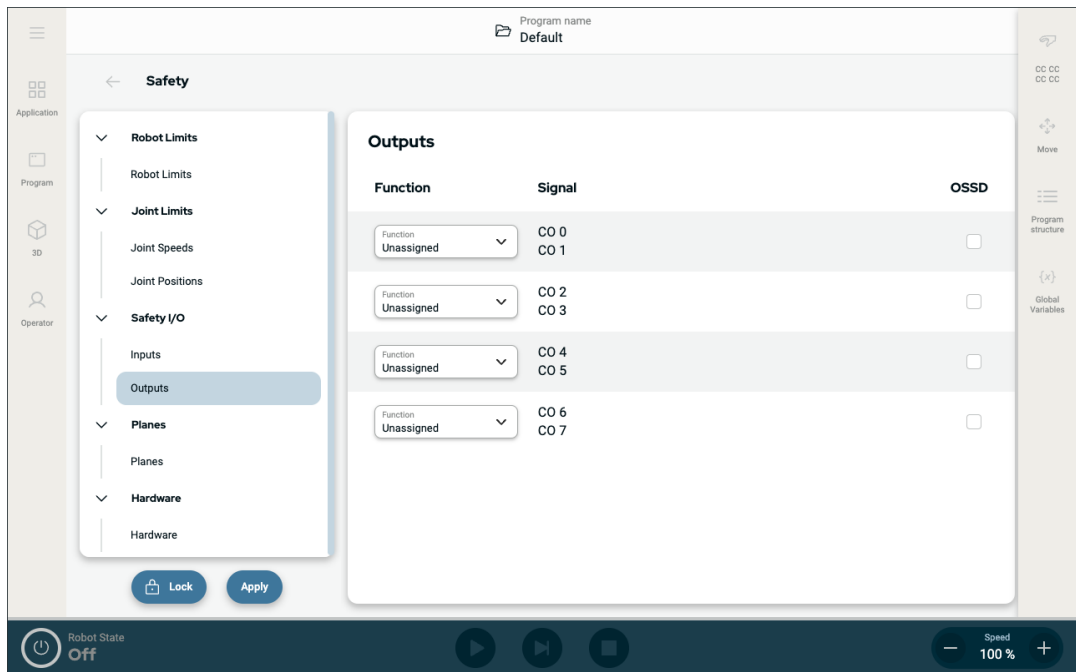 Program name
Default
Application
Program
3D
Operator
Safety
Robot Limits
Robot Limits
Joint Limits
Joint Speeds
Joint Positions
Safety I/O
Inputs
Outputs
Planes
Planes
Hardware
Hardware
Lock
Apply
Outputs
Function Signal OSSD
Function
Unassigned
CO 0
CO 1
Function
Unassigned
CO 2
CO 3
Function
Unassigned
CO 4
CO 5
Function
Unassigned
CO 6
CO 7
CC CC
CC CC
Move
Program
structure
{x}
Global
Variables
Robot State
Off
Speed
100 %